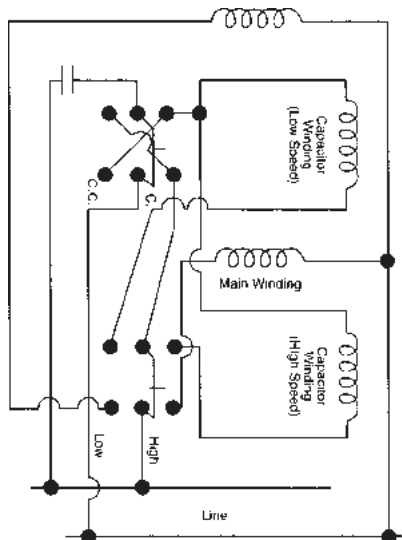 Capacitor
Winding
(Low Speed)
C.C.
C.
Main Winding
Capacitor
Winding
(High Speed)
Low
High
Line